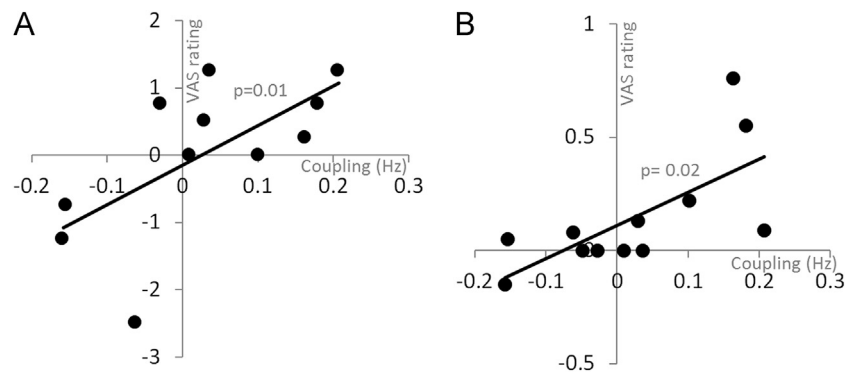 A
2
1
0
-1
-2
-3
VAS rating
p=0.01
Coupling (Hz)
-0.2 -0.1 0 0.1 0.2 0.3
B
1
0.5
0
-0.5
VAS rating
p= 0.02
Coupling (Hz)
-0.2 -0.1 0 0.1 0.2 0.3